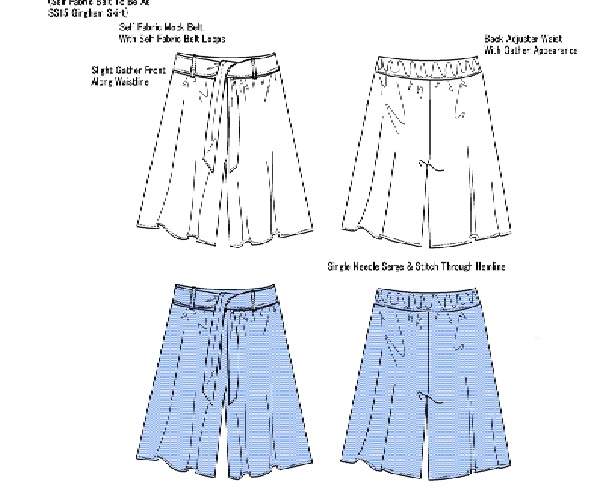 (Self Fabric Belt To Be As
SS15 Gingham Skirt)
Self Fabric Mock Belt
With Self Fabric Belt Loops
Slight Gather Front
Along Waistline
Back Adjuster Waist
With Gather Appearance
Single Needle Serge & Stitch Through Hemline